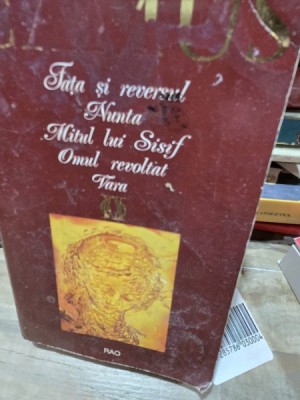 Fața și reversul
Nunta
Mitul lui Sisif
Omul revoltat
Vara
RAO